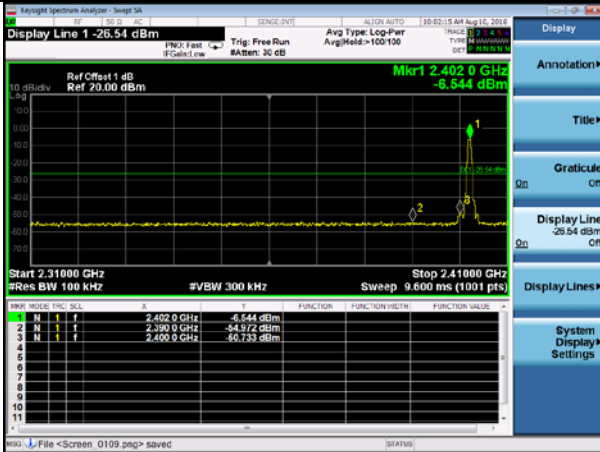 Keysight Spectrum Analyzer - Swept SA
RF 50 Ω AC SENSE:INT ALIGN AUTO 10:02:15 AM Aug 10, 2016
Display Line 1 -26.54 dBm
PNO: Fast
IFGain:Low
Trig: Free Run
#Atten: 30 dB
Avg Type: Log-Pwr
Avg|Hold:>100/100
TRACE 1 2 3 4 5 6
TYPE
DET P N N N N N
Ref Offset 1 dB
10 dB/div Ref 20.00 dBm
Log
Mkr1 2.402 0 GHz
-6.544 dBm
10.0
0.00
-10.0
-20.0
-30.0
-40.0
-50.0
-60.0
-70.0
1
DL1 -26.54 dBm
2
3
Start 2.31000 GHz
#Res BW 100 kHz
#VBW 300 kHz
Stop 2.41000 GHz
Sweep 9.600 ms (1001 pts)
MKR MODE TRC SCL X Y FUNCTION FUNCTION WIDTH FUNCTION VALUE
1 N 1 f 2.402 0 GHz -6.544 dBm
2 N 1 f 2.390 0 GHz -54.972 dBm
3 N 1 f 2.400 0 GHz -50.733 dBm
4
5
6
7
8
9
10
11
MSG File <Screen_0109.png> saved STATUS
Display
Annotation
Title
Graticule
On Off
Display Line
-26.54 dBm
On Off
Display Lines
System
Display
Settings